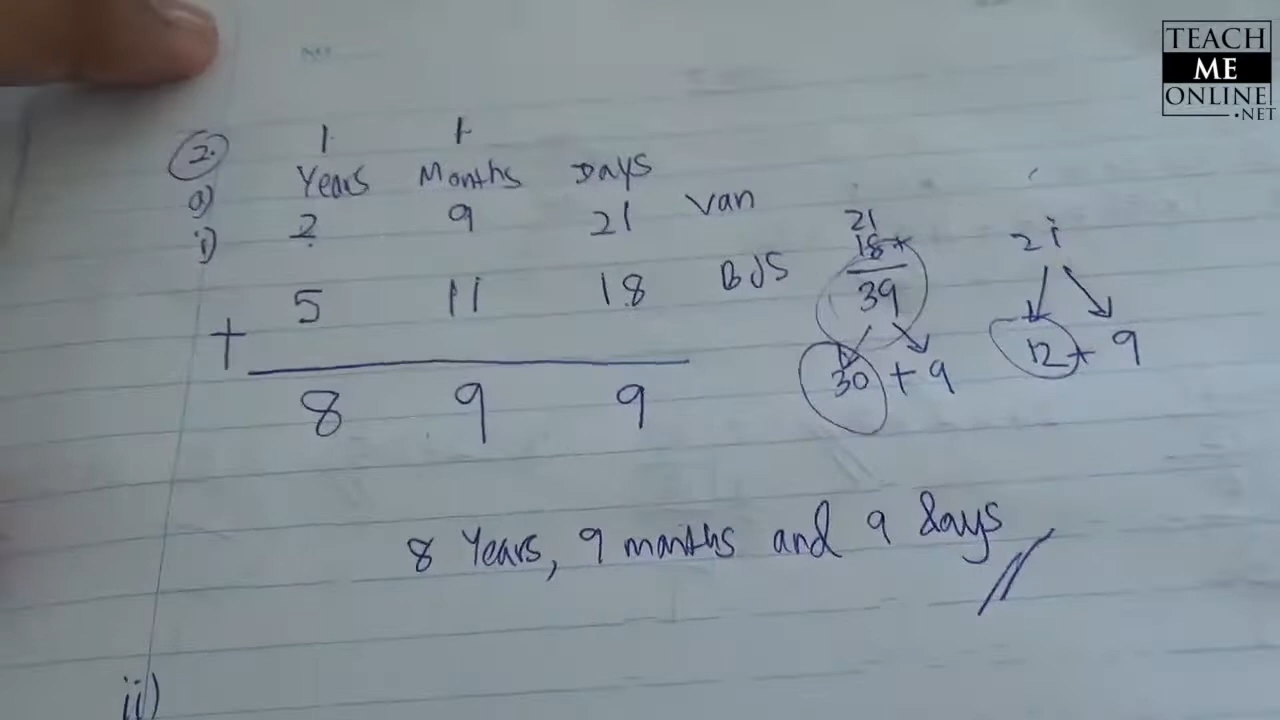 TEACH
ME
ONLINE
.NET
1 1
2. Years Months Days
a)
i) 2 9 21 Van
+ 5 11 18 BUS
8 9 9
21
18+
39
30 + 9
21
12 + 9
8 Years, 9 months and 9 days
ii)